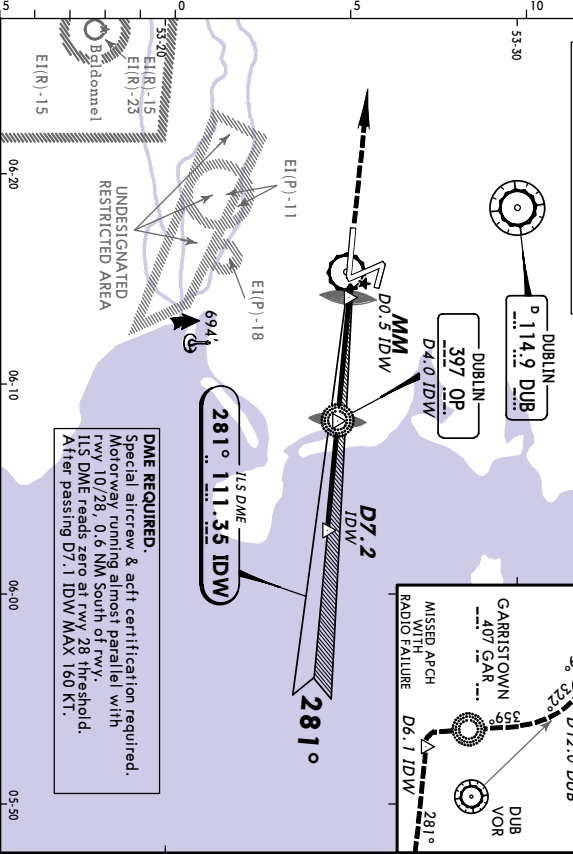 5
0
5
10
53-20
53-30
06-20
06-10
06-00
05-50
EI(R)-15
Baldonnel
EI(R)-23
EI(R)-15
UNDESIGNATED
RESTRICTED AREA
EI(P)-11
EI(P)-18
694'
MM
D0.5 IDW
DUBLIN
D 114.9 DUB
DUBLIN
397 OP
D4.0 IDW
D7.2
IDW
ILS DME
281° 111.35 IDW
281°
DME REQUIRED.
Special aircrew & acft certification required.
Motorway running almost parallel with
rwy 10/28, 0.6 NM South of rwy.
ILS DME reads zero at rwy 28 threshold.
After passing D7.1 IDW MAX 160 KT.
GARRISTOWN
407 GAR
MISSED APCH
WITH
RADIO FAILURE
D6.1 IDW
281°
359°
322°
D12.0 DUB
DUB
VOR